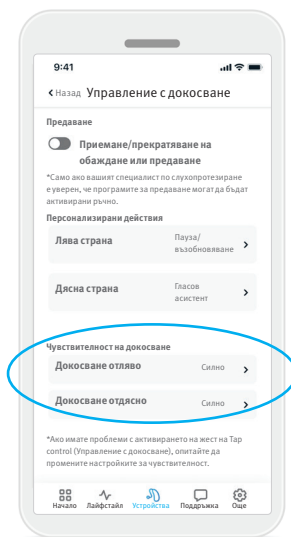 9:41
Назад Управление с докосване
Предаване
Приемане/прекратяване на
обаждане или предаване
*Само ако вашият специалист по слухопротезиране
е уверен, че програмите за предаване могат да бъдат
активирани ръчно.
Персонализирани действия
Лява страна Пауза/
възобновяване
Дясна страна Гласов
асистент
Чувствителност на докосване
Докосване отляво Силно
Докосване отдясно Силно
*Ако имате проблеми с активирането на жест на Tap
control (Управление с докосване), опитайте да
промените настройките за чувствителност.
Начало Лайфстайл Устройства Поддръжка Още